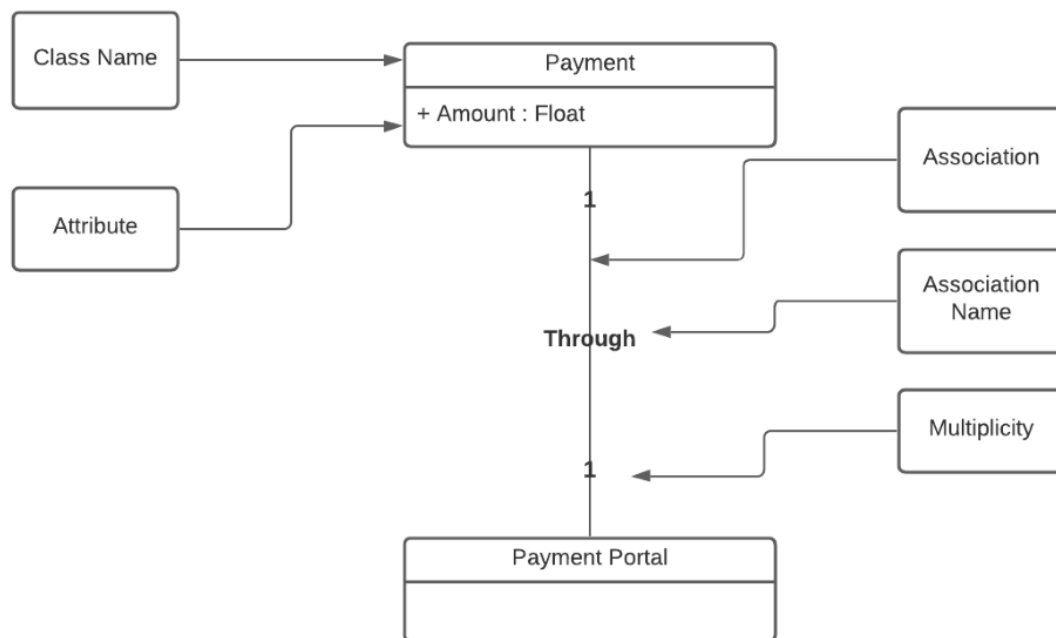 Class Name
Payment
+ Amount : Float
Attribute
Association
1
Association
Name
Through
Multiplicity
1
Payment Portal